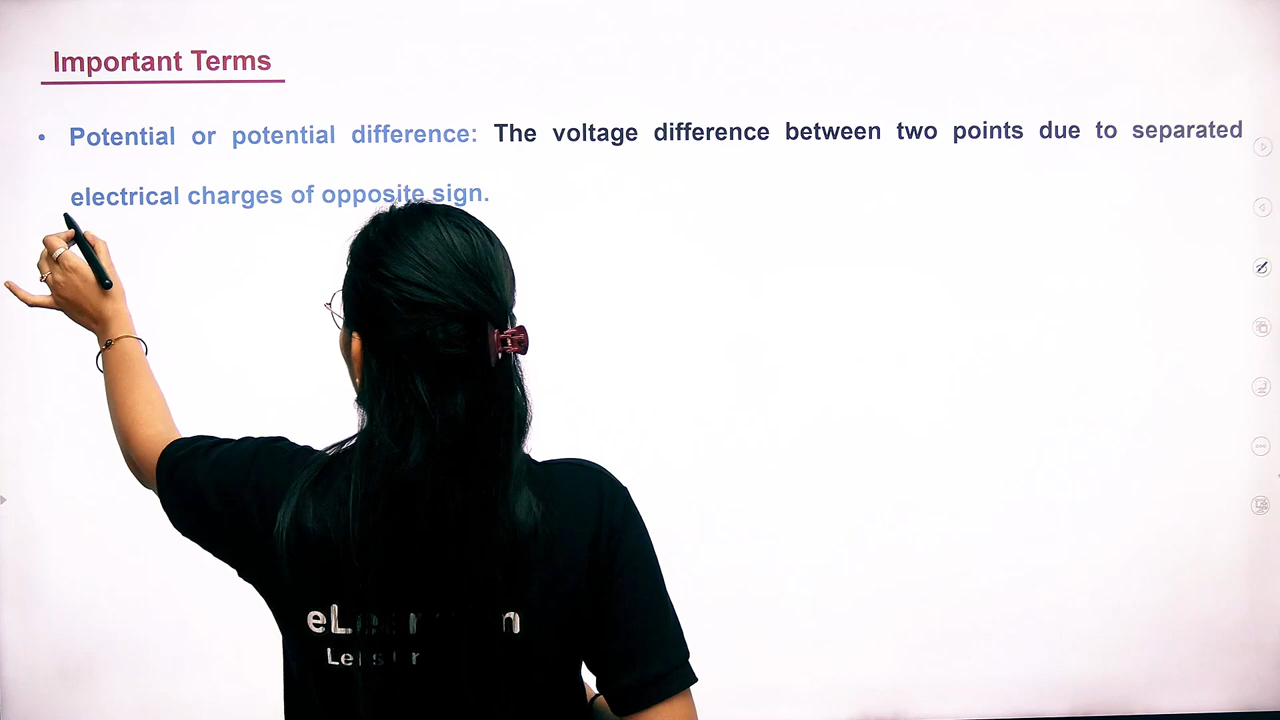 Important Terms
• Potential or potential difference: The voltage difference between two points due to separated
electrical charges of opposite sign.